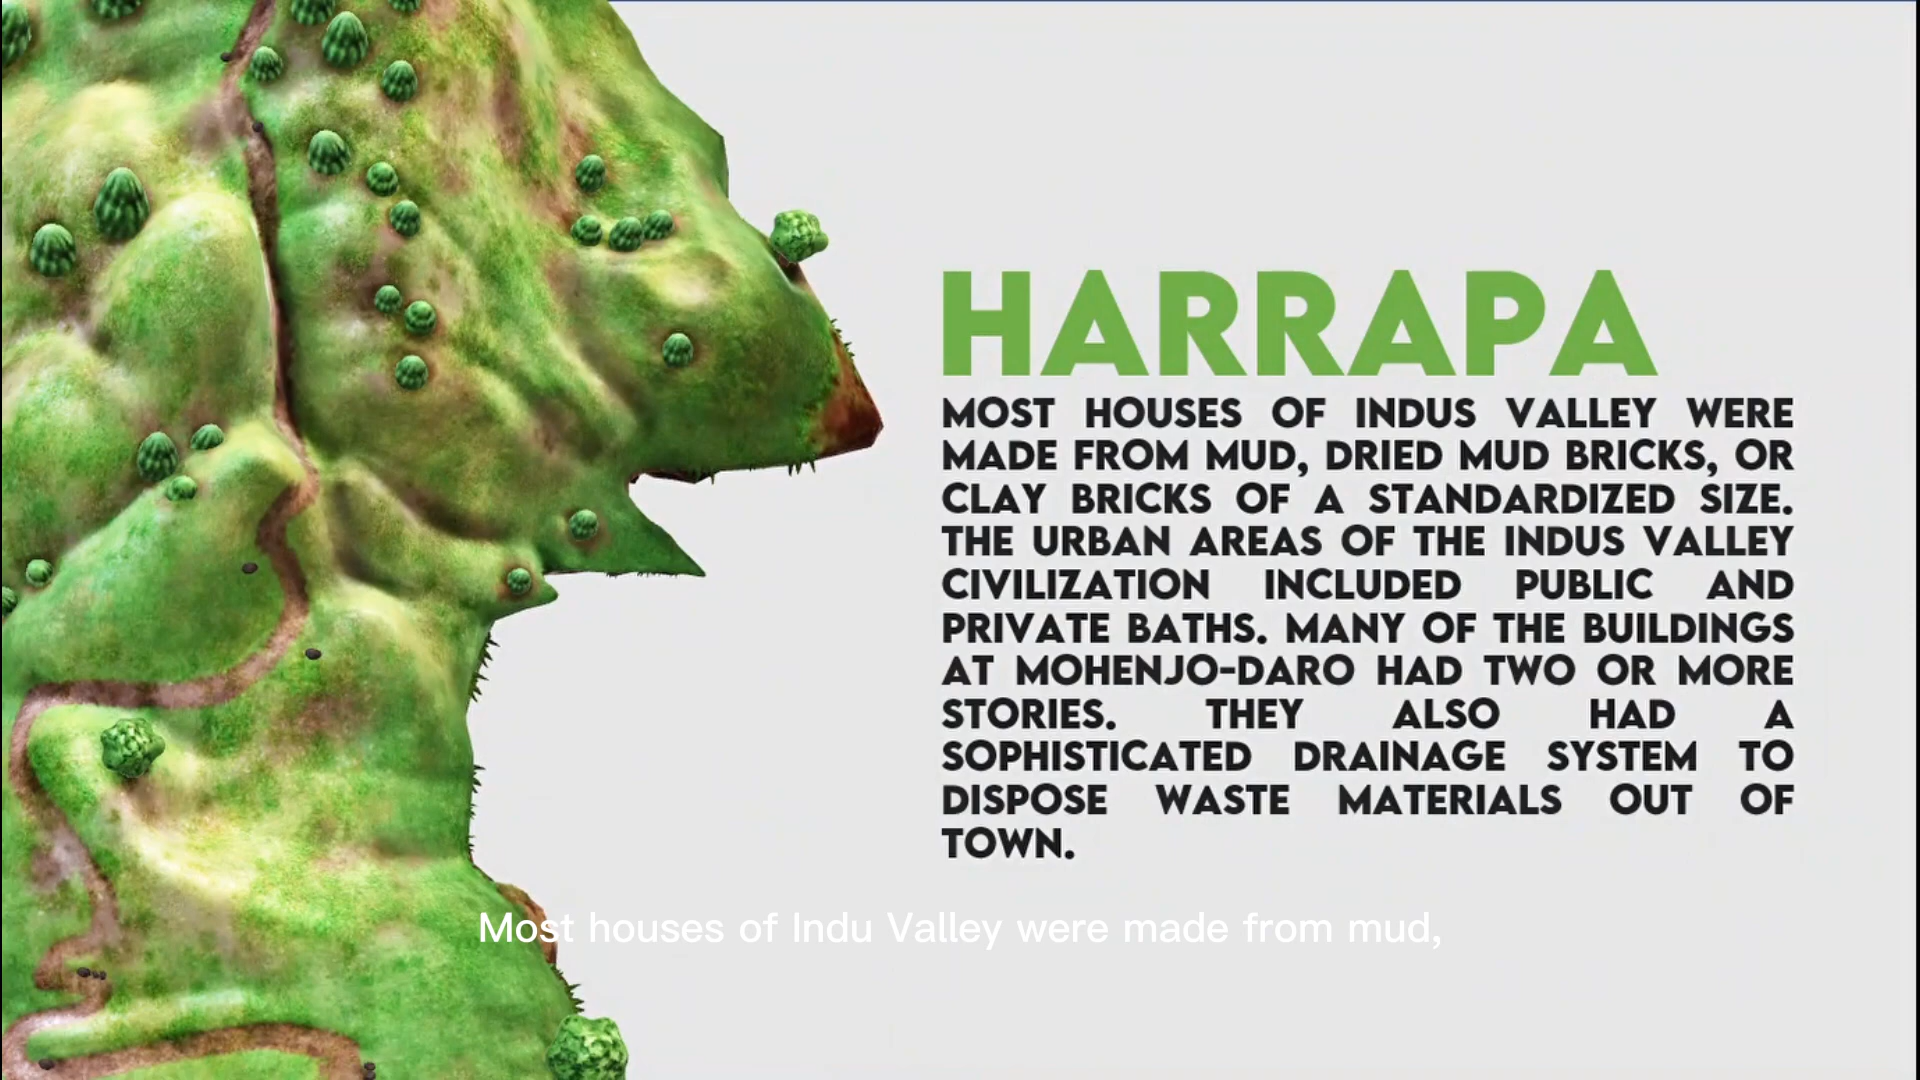 HARRAPA
MOST HOUSES OF INDUS VALLEY WERE
MADE FROM MUD, DRIED MUD BRICKS, OR
CLAY BRICKS OF A STANDARDIZED SIZE.
THE URBAN AREAS OF THE INDUS VALLEY
CIVILIZATION INCLUDED PUBLIC AND
PRIVATE BATHS. MANY OF THE BUILDINGS
AT MOHENJO-DARO HAD TWO OR MORE
STORIES. THEY ALSO HAD A
SOPHISTICATED DRAINAGE SYSTEM TO
DISPOSE WASTE MATERIALS OUT OF
TOWN.
Most houses of Indu Valley were made from mud,